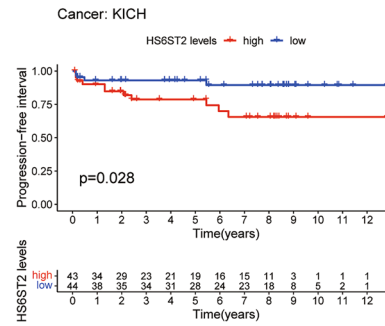 Cancer: KICH
HS6ST2 levels high low
Progression-free interval
1.00
0.75
0.50
0.25
0.00
p=0.028
0 1 2 3 4 5 6 7 8 9 10 11 12
Time(years)
HS6ST2 levels
high 43 34 29 23 21 19 16 15 11 3 1 1 1
low 44 38 35 34 31 28 24 23 18 8 5 2 1
0 1 2 3 4 5 6 7 8 9 10 11 12
Time(years)